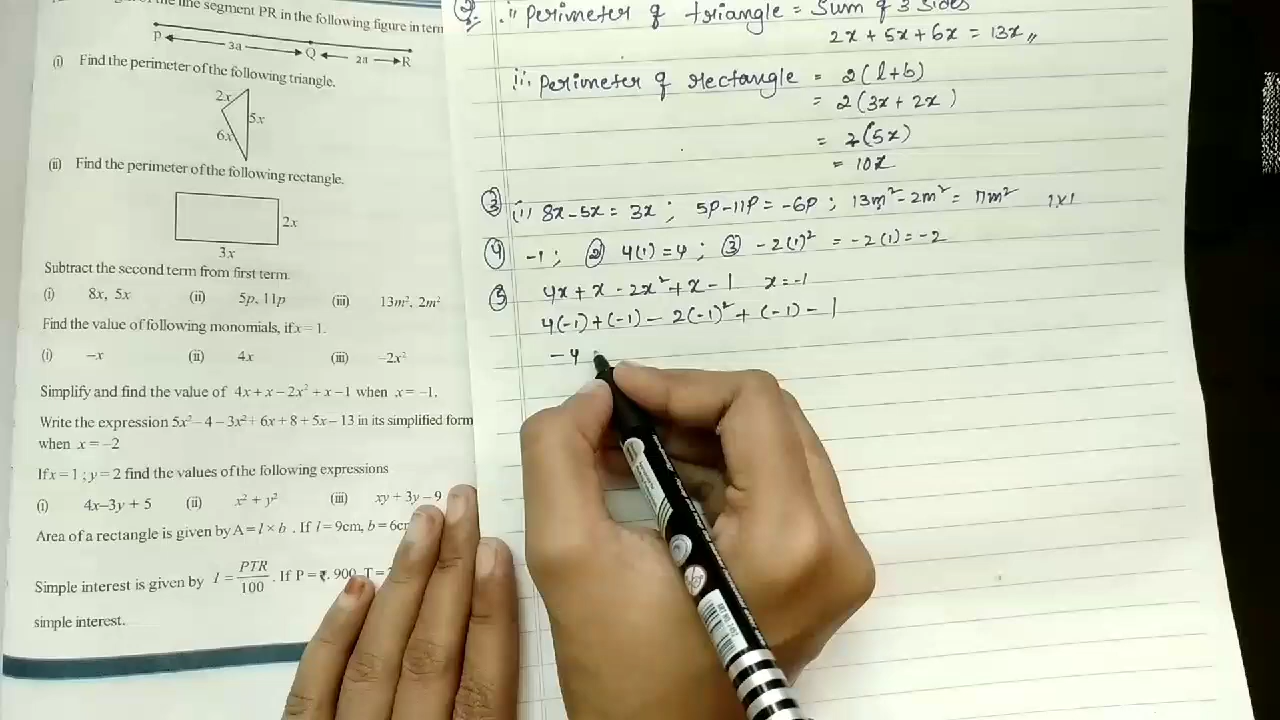 line segment PR in the following figure in term
P 3a Q 2a R
(i) Find the perimeter of the following triangle.
2x
5x
6x
(ii) Find the perimeter of the following rectangle.
2x
3x
Subtract the second term from first term.
(i) 8x, 5x (ii) 5p, 11p (iii) 13m², 2m²
Find the value of following monomials, if x = 1.
(i) –x (ii) 4x (iii) –2x²
Simplify and find the value of 4x + x – 2x² + x – 1 when x = –1.
Write the expression 5x² – 4 – 3x² + 6x + 8 + 5x – 13 in its simplified form
when x = –2
If x = 1 ; y = 2 find the values of the following expressions
(i) 4x–3y + 5 (ii) x² + y² (iii) xy + 3y – 9
Area of a rectangle is given by A = l × b . If l = 9cm, b = 6cm
Simple interest is given by I = PTR/100 . If P = ₹. 900, T =
simple interest.
② i) Perimeter of triangle = Sum of 3 sides
2x + 5x + 6x = 13x
ii) Perimeter of rectangle = 2(l+b)
= 2(3x + 2x)
= 2(5x)
= 10x
③ (i) 8x – 5x = 3x ; 5p – 11p = –6p ; 13m² – 2m² = 11m² 1x1
④ –1 ; ② 4(1) = 4 ; ③ –2(1)² = –2(1) = –2
⑤ 4x + x – 2x² + x – 1 x = –1
4(–1) + (–1) – 2(–1)² + (–1) – 1
– 4